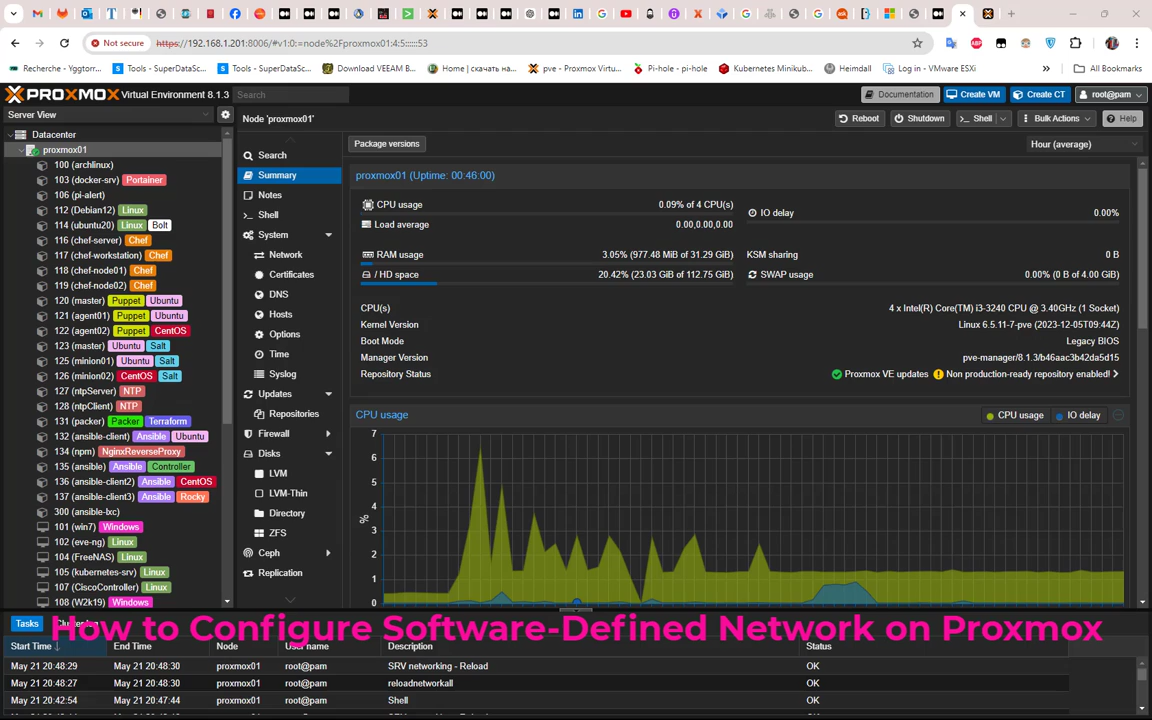 Not secure
https://192.168.1.201:8006/#v1:0:=node%2Fproxmox01:4:5::::::53
Recherche - Yggtorr...
Tools - SuperDataSc...
Tools - SuperDataSc...
Download VEEAM B...
Home | скачать на...
pve - Proxmox Virtu...
Pi-hole - pi-hole
Kubernetes Minikub...
Heimdall
Log in - VMware ESXi
All Bookmarks
PROXMOX Virtual Environment 8.1.3
Search
Documentation
Create VM
Create CT
root@pam
Server View
Node 'proxmox01'
Reboot
Shutdown
Shell
Bulk Actions
Help
Datacenter
proxmox01
100 (archlinux)
103 (docker-srv) Portainer
106 (pi-alert)
112 (Debian12) Linux
114 (ubuntu20) Linux Bolt
116 (chef-server) Chef
117 (chef-workstation) Chef
118 (chef-node01) Chef
119 (chef-node02) Chef
120 (master) Puppet Ubuntu
121 (agent01) Puppet Ubuntu
122 (agent02) Puppet CentOS
123 (master) Ubuntu Salt
125 (minion01) Ubuntu Salt
126 (minion02) CentOS Salt
127 (ntpServer) NTP
128 (ntpClient) NTP
131 (packer) Packer Terraform
132 (ansible-client) Ansible Ubuntu
134 (npm) NginxReverseProxy
135 (ansible) Ansible Controller
136 (ansible-client2) Ansible CentOS
137 (ansible-client3) Ansible Rocky
300 (ansible-lxc)
101 (win7) Windows
102 (eve-ng) Linux
104 (FreeNAS) Linux
105 (kubernetes-srv) Linux
107 (CiscoController) Linux
108 (W2k19) Windows
Search
Summary
Notes
Shell
System
Network
Certificates
DNS
Hosts
Options
Time
Syslog
Updates
Repositories
Firewall
Disks
LVM
LVM-Thin
Directory
ZFS
Ceph
Replication
Package versions
Hour (average)
proxmox01 (Uptime: 00:46:00)
CPU usage 0.09% of 4 CPU(s)
IO delay 0.00%
Load average 0.00,0.00,0.00
RAM usage 3.05% (977.48 MiB of 31.29 GiB)
KSM sharing 0 B
/ HD space 20.42% (23.03 GiB of 112.75 GiB)
SWAP usage 0.00% (0 B of 4.00 GiB)
CPU(s) 4 x Intel(R) Core(TM) i3-3240 CPU @ 3.40GHz (1 Socket)
Kernel Version Linux 6.5.11-7-pve (2023-12-05T09:44Z)
Boot Mode Legacy BIOS
Manager Version pve-manager/8.1.3/b46aac3b42da5d15
Repository Status Proxmox VE updates Non production-ready repository enabled!
CPU usage
CPU usage
IO delay
7
6
5
4
3
2
1
0
%
How to Configure Software-Defined Network on Proxmox
Tasks
Start Time End Time Node Description Status
May 21 20:48:29 May 21 20:48:30 proxmox01 root@pam SRV networking - Reload OK
May 21 20:48:27 May 21 20:48:30 proxmox01 root@pam reloadnetworkall OK
May 21 20:42:54 May 21 20:47:44 proxmox01 root@pam Shell OK